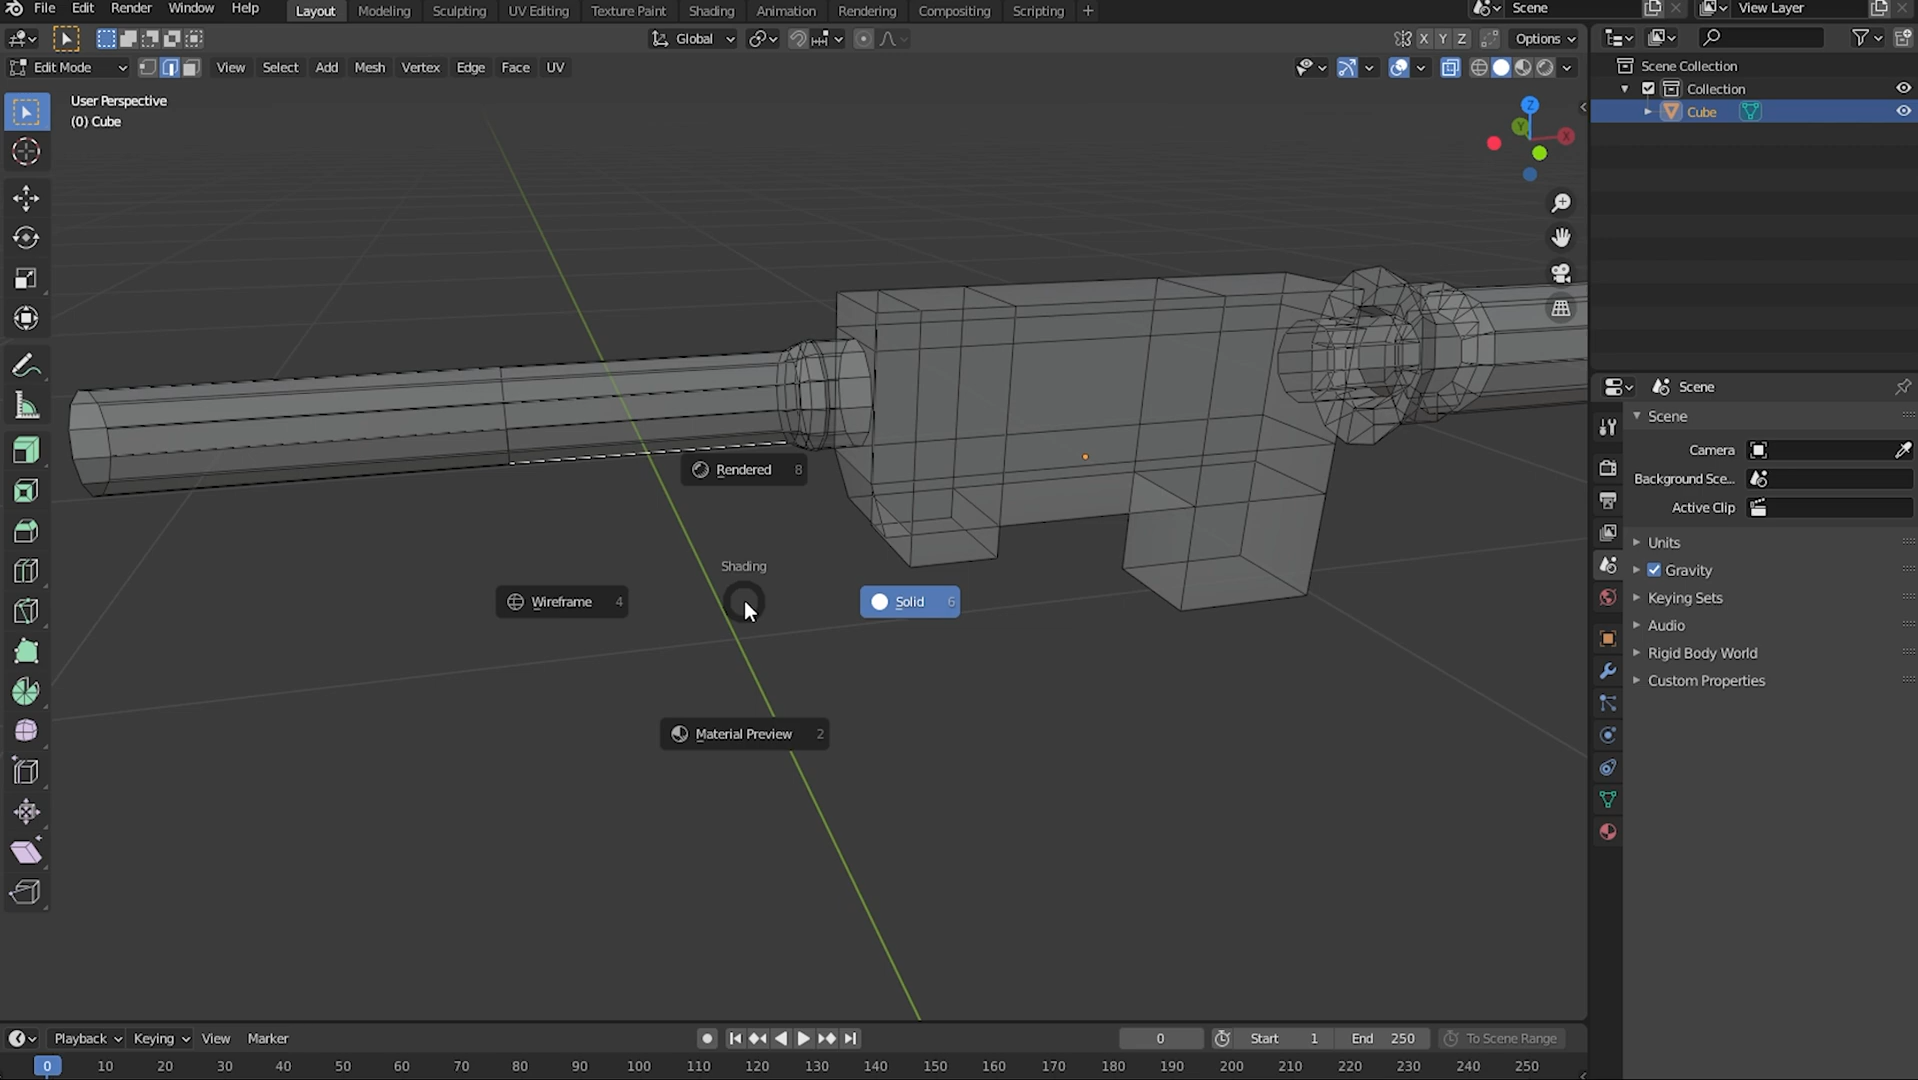 File Edit Render Window Help Layout Modeling Sculpting UV Editing Texture Paint Shading Animation Rendering Compositing Scripting + Scene View Layer
Global X Y Z Options
Edit Mode View Select Add Mesh Vertex Edge Face UV
User Perspective
(0) Cube
Z
Y
X
Scene Collection
Collection
Cube
Rendered 8
Shading
Wireframe 4
Solid 6
Material Preview 2
Scene
Scene
Camera
Background Sce...
Active Clip
Units
Gravity
Keying Sets
Audio
Rigid Body World
Custom Properties
Playback Keying View Marker 0 Start 1 End 250 To Scene Range
0 10 20 30 40 50 60 70 80 90 100 110 120 130 140 150 160 170 180 190 200 210 220 230 240 250